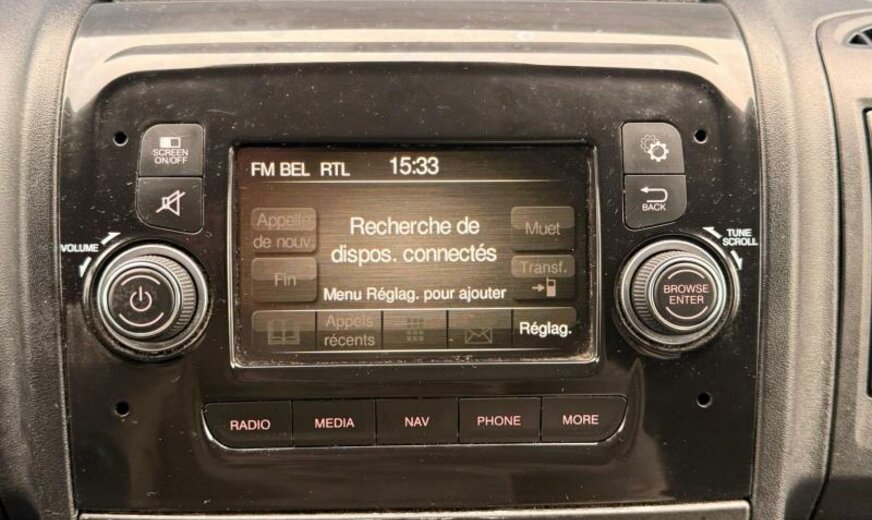 SCREEN
ON/OFF
VOLUME
FM BEL RTL 15:33
Appeller
de nouv.
Recherche de
dispos. connectés
Muet
Fin
Transf.
Menu Réglag. pour ajouter
Appels
récents
Réglag.
BACK
TUNE
SCROLL
BROWSE
ENTER
RADIO
MEDIA
NAV
PHONE
MORE